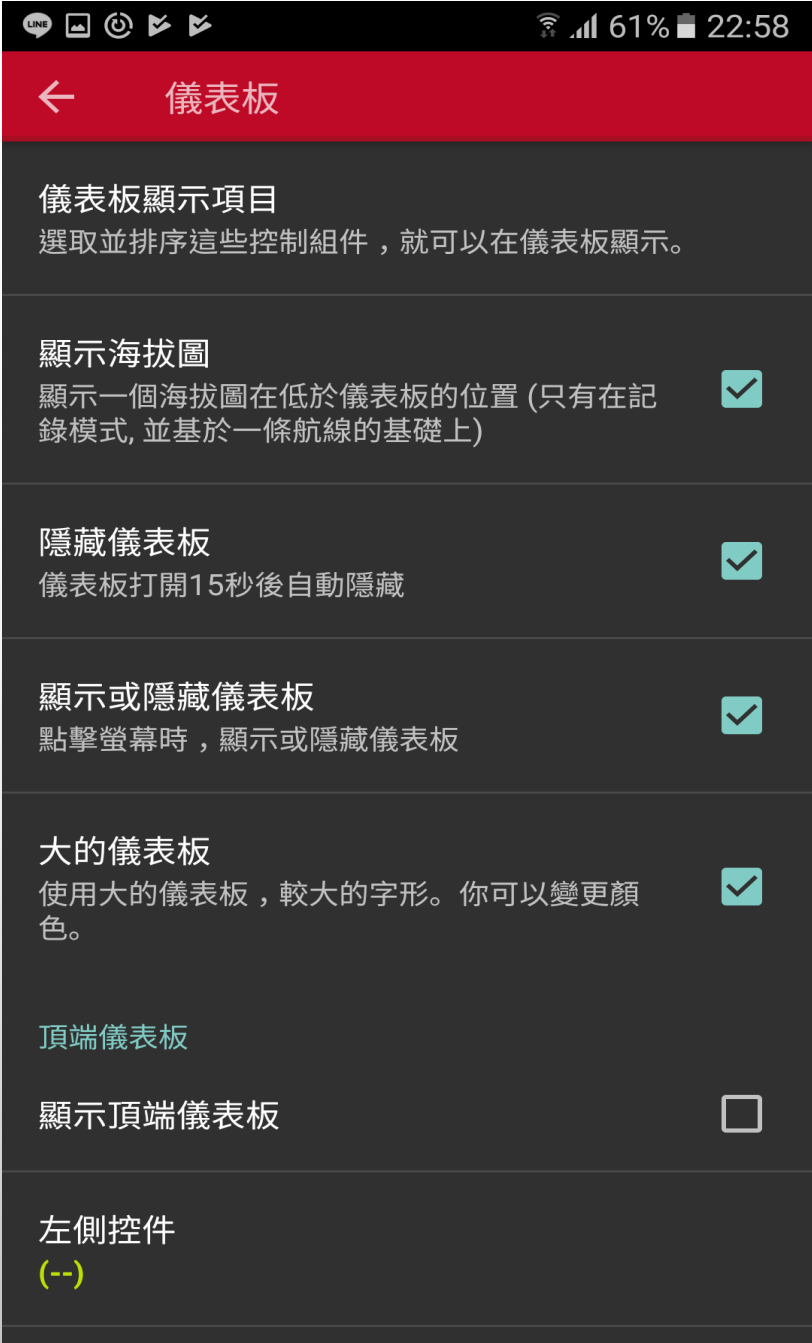 LINE
61% 22:58
儀表板
儀表板顯示項目
選取並排序這些控制組件，就可以在儀表板顯示。
顯示海拔圖
顯示一個海拔圖在低於儀表板的位置 (只有在記
錄模式, 並基於一條航線的基礎上)
隱藏儀表板
儀表板打開15秒後自動隱藏
顯示或隱藏儀表板
點擊螢幕時，顯示或隱藏儀表板
大的儀表板
使用大的儀表板，較大的字形。你可以變更顏
色。
頂端儀表板
顯示頂端儀表板
左側控件
(--)